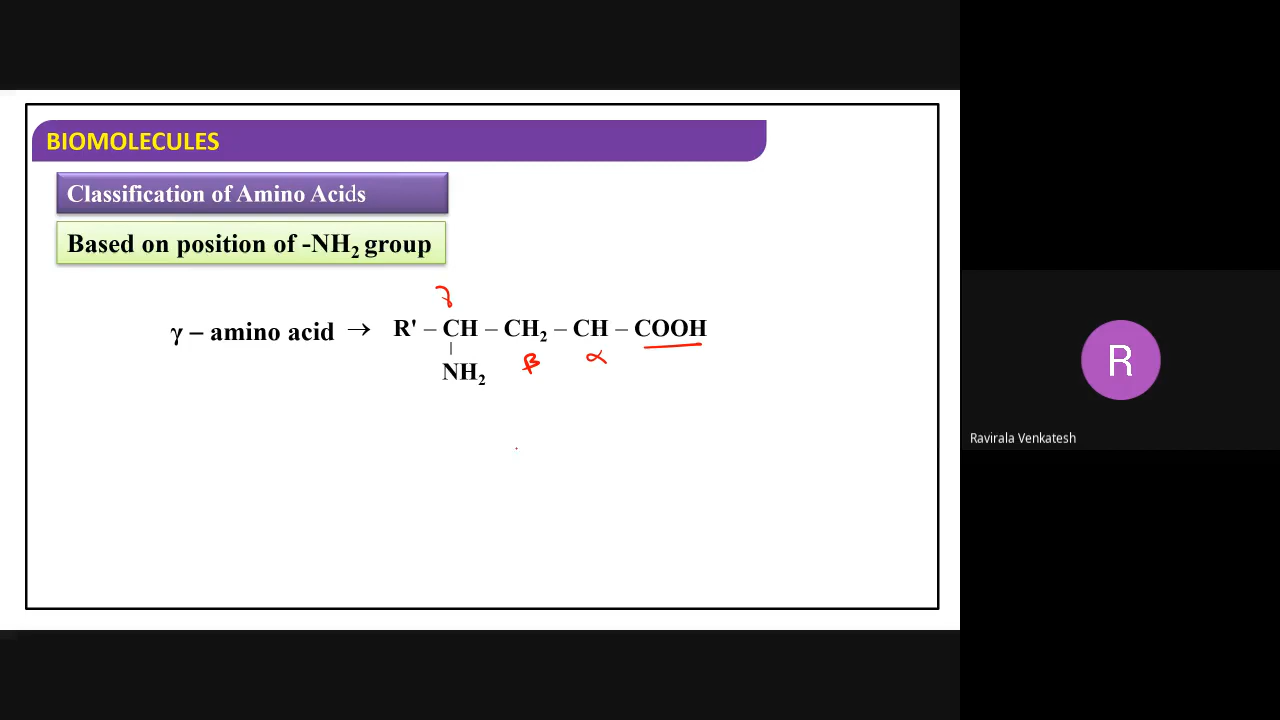 BIOMOLECULES
Classification of Amino Acids
Based on position of -NH₂ group
γ
γ – amino acid → R' – CH – CH₂ – CH – COOH
β α
NH₂
R
Ravirala Venkatesh